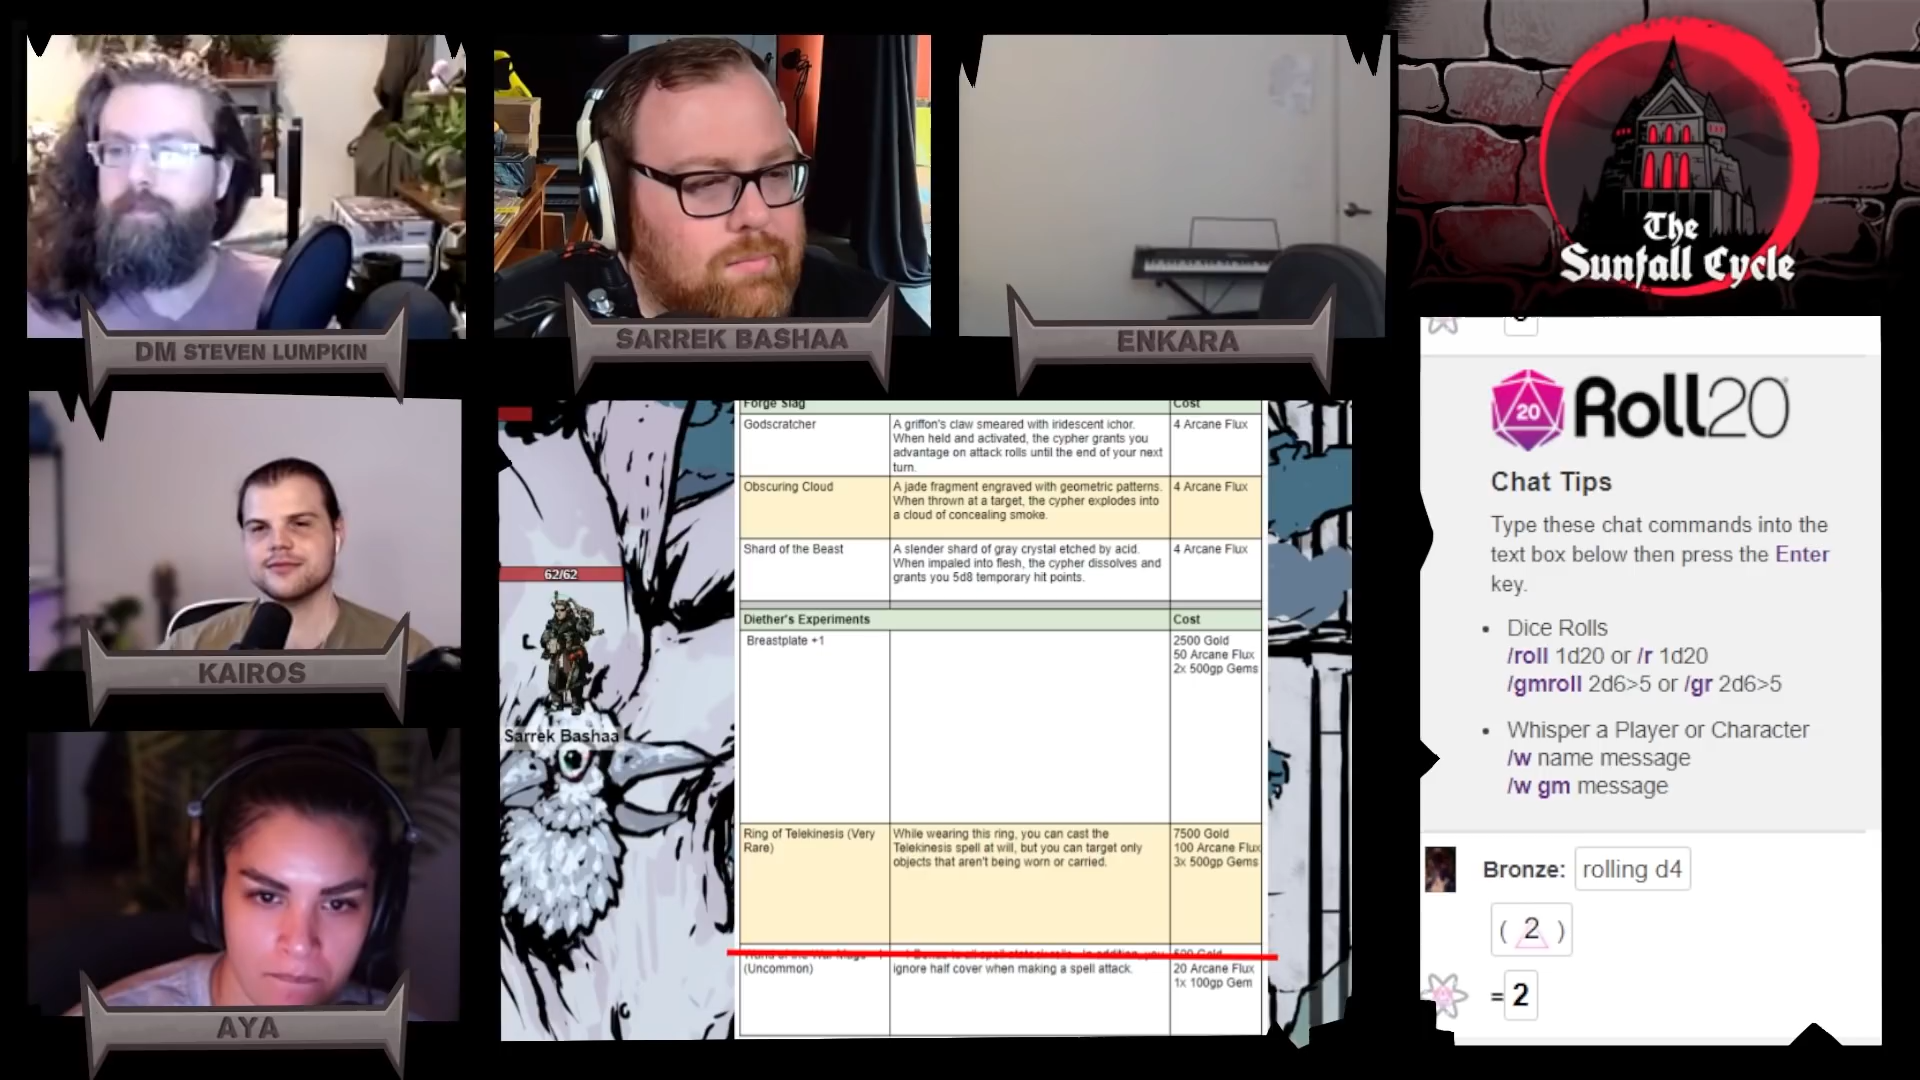 DM STEVEN LUMPKIN
SARREK BASHAA
ENKARA
The
Sunfall Cycle
KAIROS
AYA
Forge Slag Cost
Godscratcher
A griffon's claw smeared with iridescent ichor.
When held and activated, the cypher grants you
advantage on attack rolls until the end of your next
turn.
4 Arcane Flux
Obscuring Cloud
A jade fragment engraved with geometric patterns.
When thrown at a target, the cypher explodes into
a cloud of concealing smoke.
4 Arcane Flux
Shard of the Beast
A slender shard of gray crystal etched by acid.
When impaled into flesh, the cypher dissolves and
grants you 5d8 temporary hit points.
4 Arcane Flux
Diether's Experiments Cost
Breastplate +1
2500 Gold
50 Arcane Flux
2x 500gp Gems
Ring of Telekinesis (Very
Rare)
While wearing this ring, you can cast the
Telekinesis spell at will, but you can target only
objects that aren't being worn or carried.
7500 Gold
100 Arcane Flux
3x 500gp Gems
(Uncommon)
ignore half cover when making a spell attack.
20 Arcane Flux
1x 100gp Gem
62/62
Sarrek Bashaa
20
Roll20
Chat Tips
Type these chat commands into the
text box below then press the Enter
key.
• Dice Rolls
/roll 1d20 or /r 1d20
/gmroll 2d6>5 or /gr 2d6>5
• Whisper a Player or Character
/w name message
/w gm message
Bronze: rolling d4
( 2 )
=2